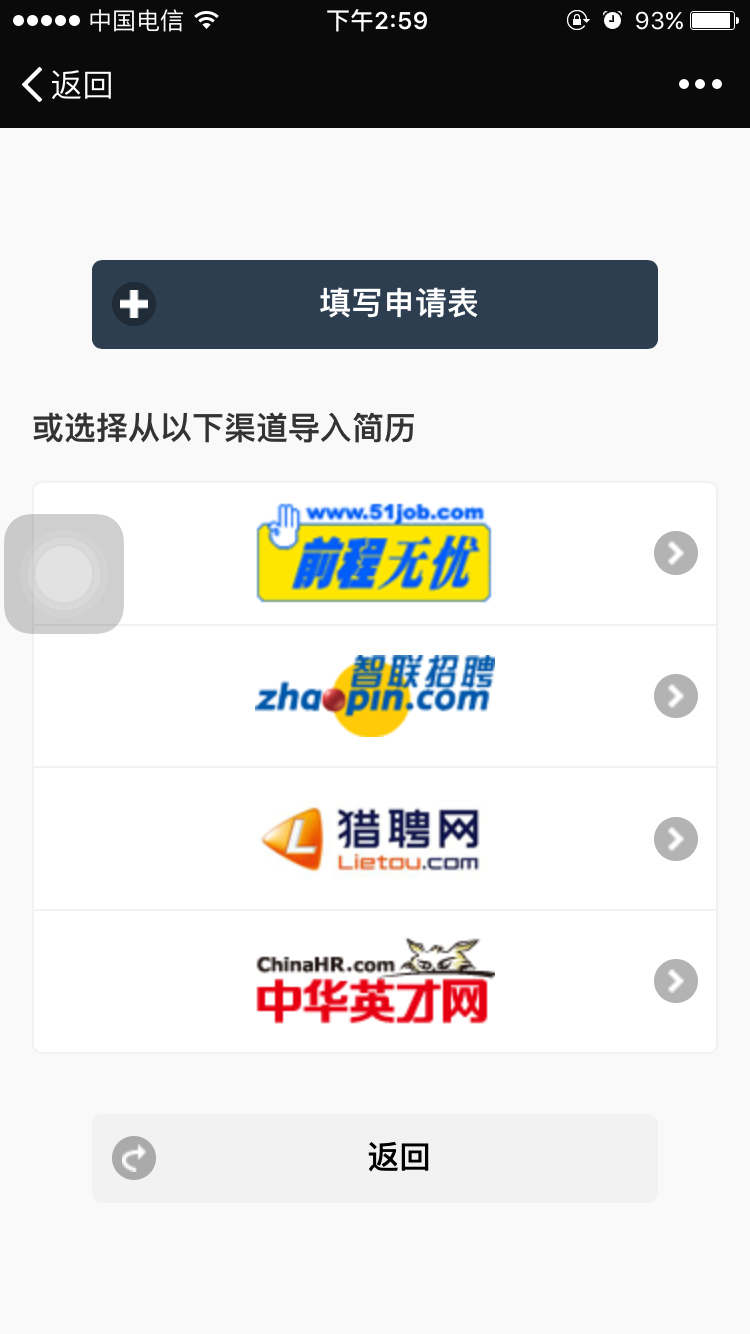 中国电信 下午2:59 93%
返回
填写申请表
或选择从以下渠道导入简历
www.51job.com
前程无忧
智联招聘
zhaopin.com
猎聘网
Lietou.com
ChinaHR.com
中华英才网
返回